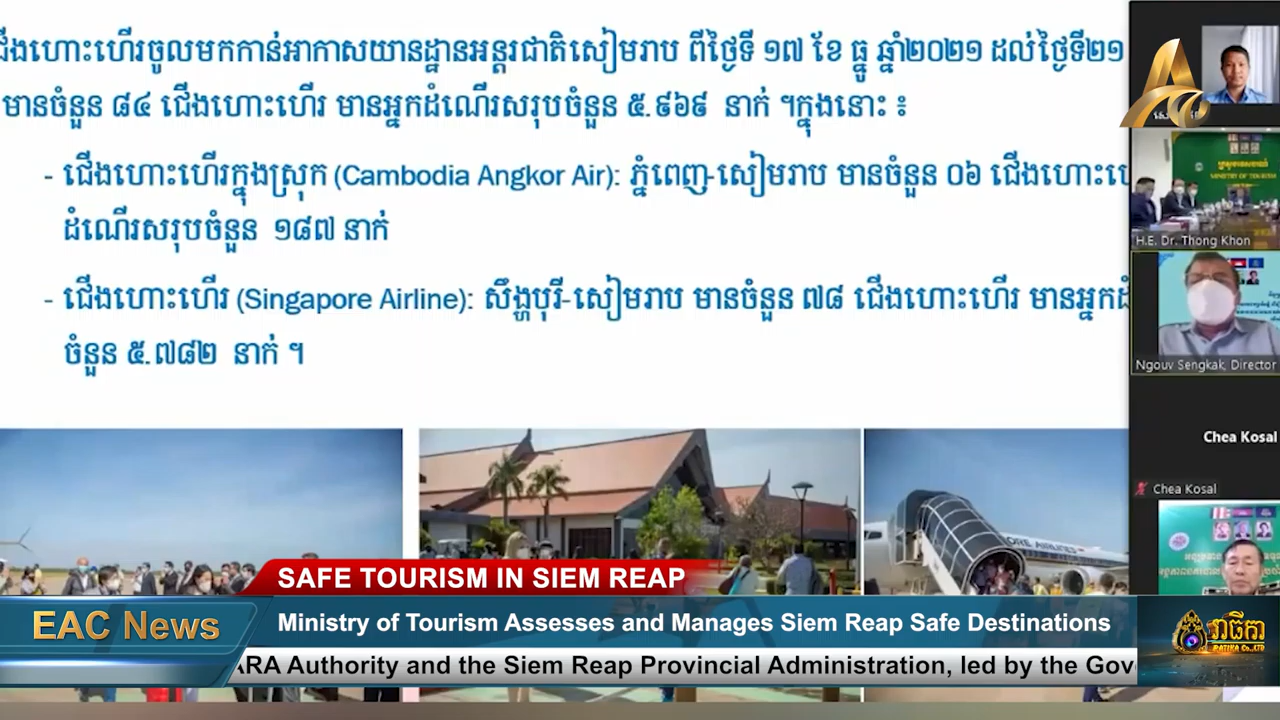 ជើងហោះហើរចូលមកកាន់អាកាសយានដ្ឋានអន្តរជាតិសៀមរាប ពីថ្ងៃទី ១៧ ខែ ធ្នូ ឆ្នាំ២០២១ ដល់ថ្ងៃទី២១
មានចំនួន ៨៤ ជើងហោះហើរ មានអ្នកដំណើរសរុបចំនួន ៥.៩៦៩ នាក់ ។ក្នុងនោះ ៖
- ជើងហោះហើរក្នុងស្រុក (Cambodia Angkor Air): ភ្នំពេញ-សៀមរាប មានចំនួន ០៦ ជើងហោះហើ
ដំណើរសរុបចំនួន ១៨៧ នាក់
- ជើងហោះហើរ (Singapore Airline): សឹង្ហបុរី-សៀមរាប មានចំនួន ៧៨ ជើងហោះហើរ មានអ្នកដំ
ចំនួន ៥.៧៨២ នាក់ ។
MINISTRY OF TOURISM
H.E. Dr. Thong Khon
Ngouv Sengkak, Director
Chea Kosal
Chea Kosal
ORE AIRLINES
SAFE TOURISM IN SIEM REAP
EAC News
Ministry of Tourism Assesses and Manages Siem Reap Safe Destinations
ARA Authority and the Siem Reap Provincial Administration, led by the Gov
រាធីកា
RATIKA Co.,LTD